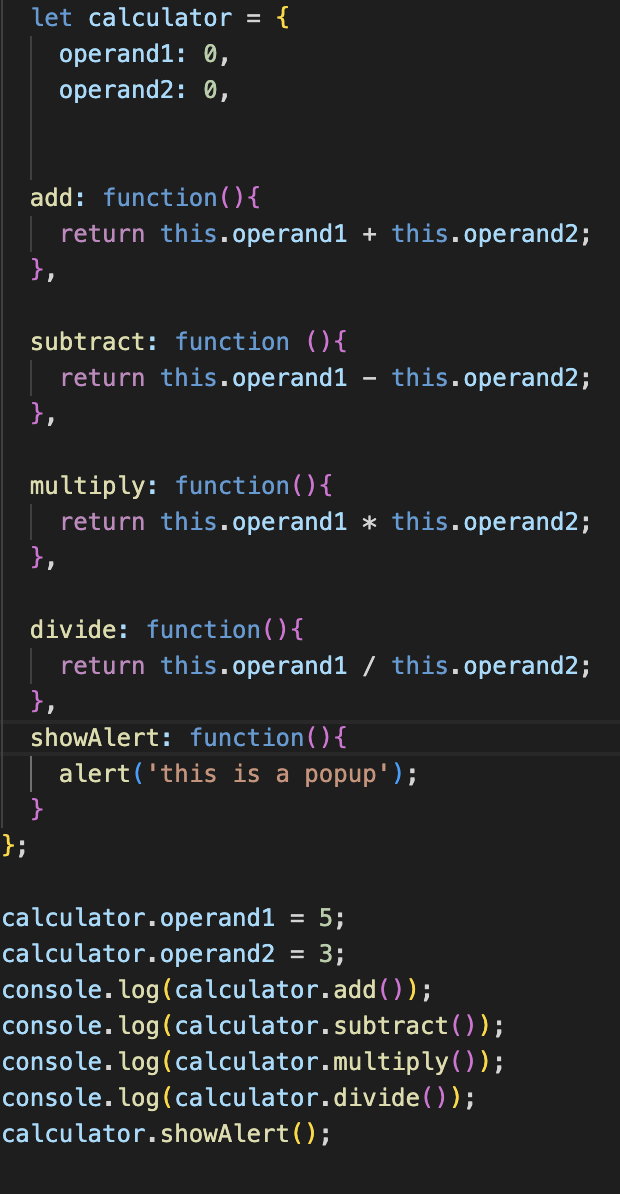 let calculator = {
operand1: 0,
operand2: 0,
add: function(){
return this.operand1 + this.operand2;
},
subtract: function (){
return this.operand1 - this.operand2;
},
multiply: function(){
return this.operand1 * this.operand2;
},
divide: function(){
return this.operand1 / this.operand2;
},
showAlert: function(){
alert('this is a popup');
}
};
calculator.operand1 = 5;
calculator.operand2 = 3;
console.log(calculator.add());
console.log(calculator.subtract());
console.log(calculator.multiply());
console.log(calculator.divide());
calculator.showAlert();